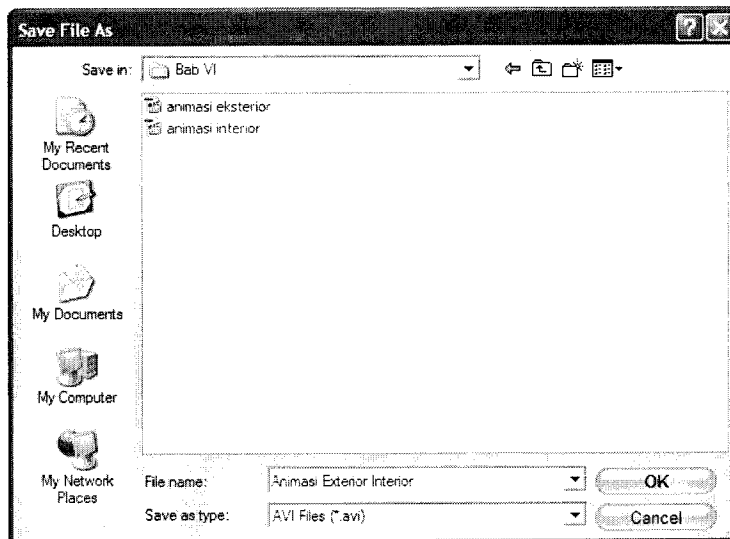 Save File As
Save in:
Bab VI
animasi eksterior
animasi interior
My Recent
Documents
Desktop
My Documents
My Computer
My Network
Places
File name:
Animasi Exterior Interior
OK
Save as type:
AVI Files (*.avi)
Cancel